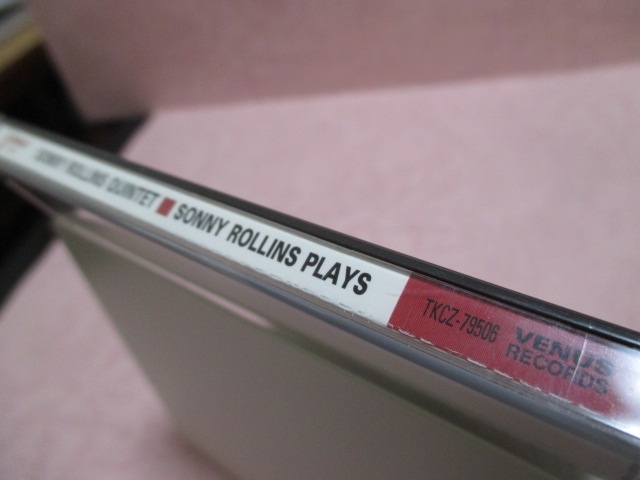 SONNY ROLLINS QUINTET ■ SONNY ROLLINS PLAYS
TKCZ-79506
VENUS
RECORDS